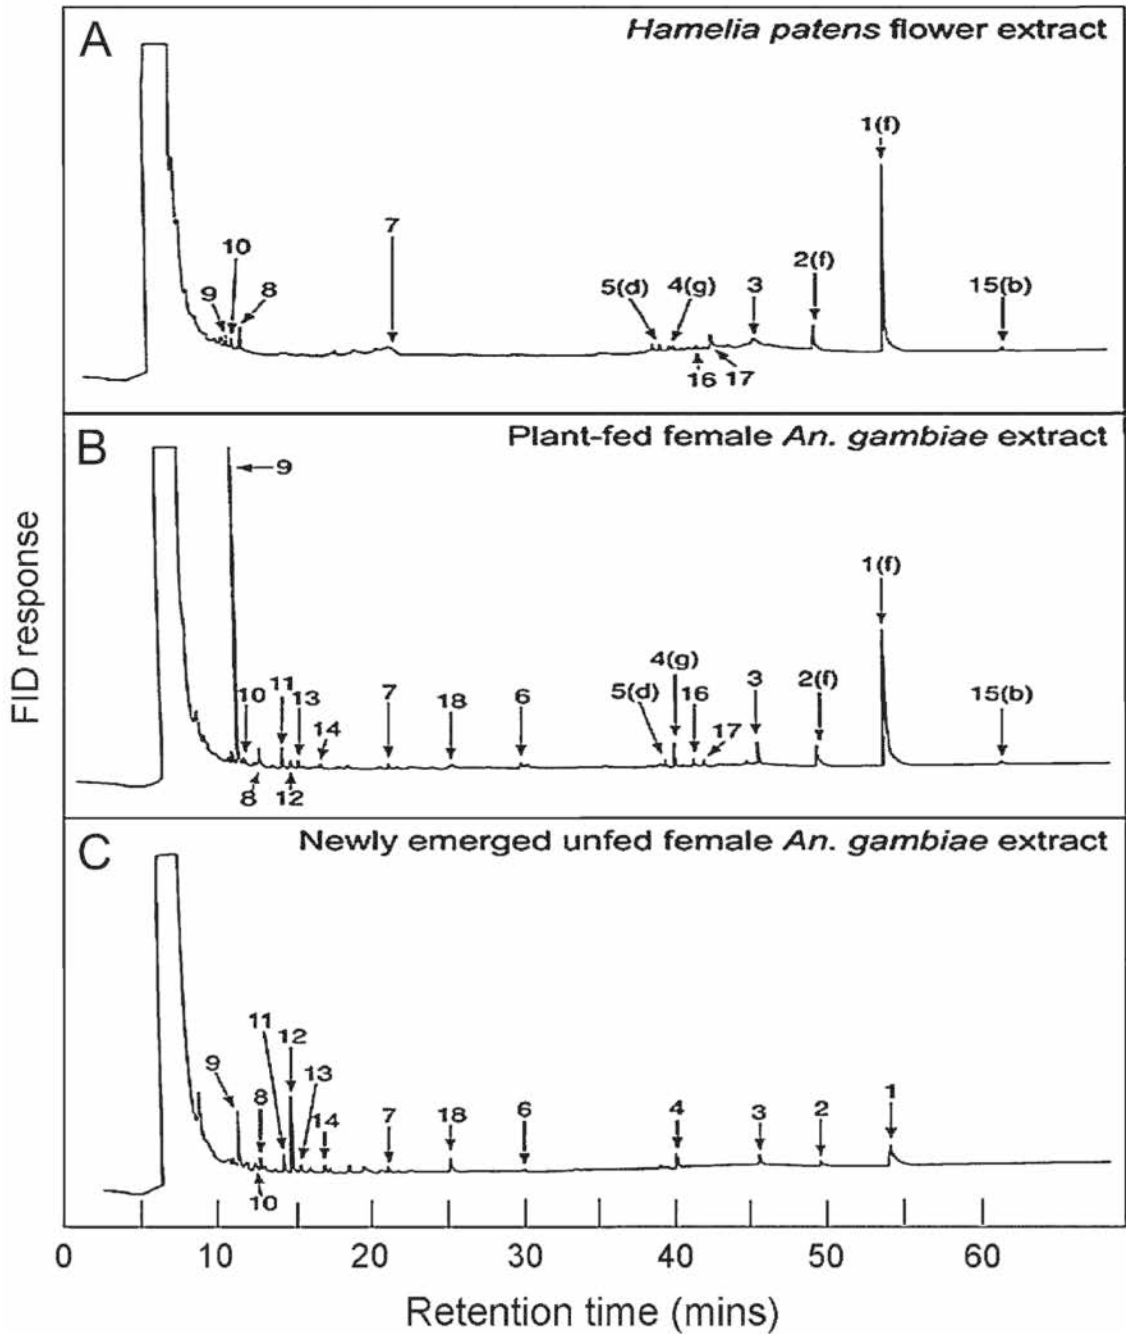 A
Hamelia patens flower extract
1(f)
7
10
2(f)
9
8
5(d)
4(g)
3
15(b)
16
17
B
Plant-fed female An. gambiae extract
9
1(f)
4(g)
10
11
13
7
18
6
5(d)
16
3
2(f)
15(b)
14
17
8
12
C
Newly emerged unfed female An. gambiae extract
11
12
9
8
13
14
7
18
6
4
3
2
1
10
0 10 20 30 40 50 60
Retention time (mins)
FID response